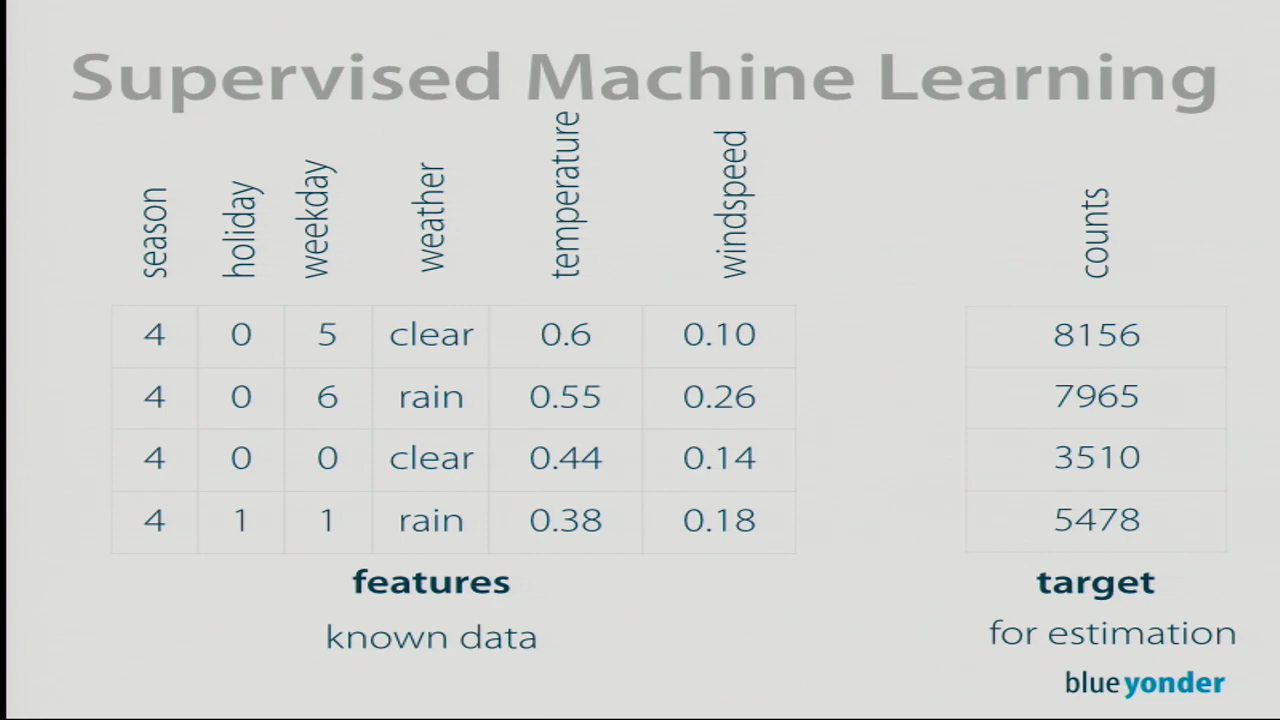 Supervised Machine Learning
season holiday weekday weather temperature windspeed counts
4 0 5 clear 0.6 0.10 8156
4 0 6 rain 0.55 0.26 7965
4 0 0 clear 0.44 0.14 3510
4 1 1 rain 0.38 0.18 5478
features target
known data for estimation
blue yonder